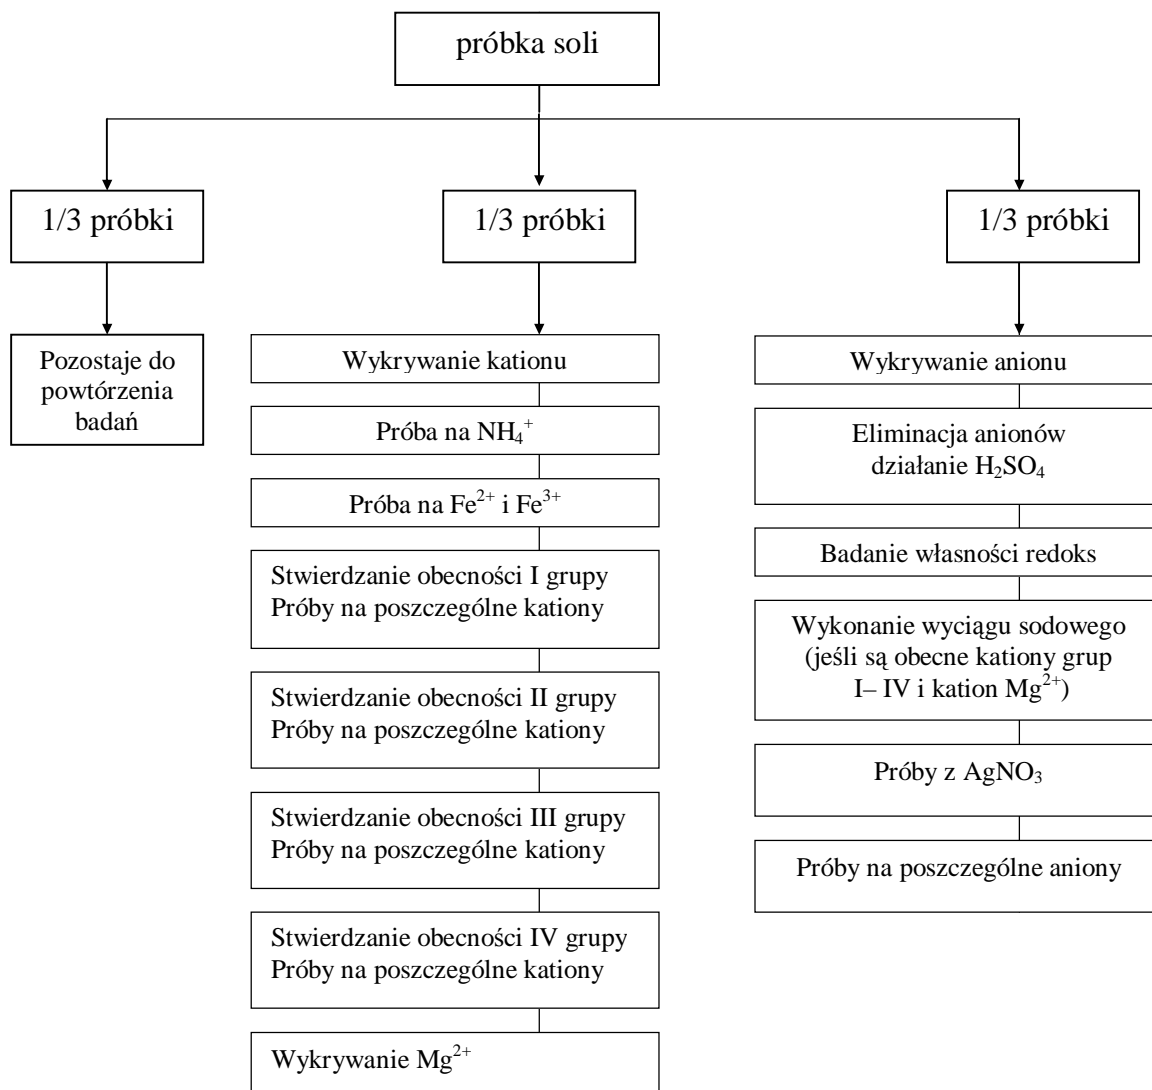 próbka soli
1/3 próbki
1/3 próbki
1/3 próbki
Pozostaje do
powtórzenia
badań
Wykrywanie kationu
Próba na NH₄⁺
Próba na Fe²⁺ i Fe³⁺
Stwierdzanie obecności I grupy
Próby na poszczególne kationy
Stwierdzanie obecności II grupy
Próby na poszczególne kationy
Stwierdzanie obecności III grupy
Próby na poszczególne kationy
Stwierdzanie obecności IV grupy
Próby na poszczególne kationy
Wykrywanie Mg²⁺
Wykrywanie anionu
Eliminacja anionów
działanie H₂SO₄
Badanie własności redoks
Wykonanie wyciągu sodowego
(jeśli są obecne kationy grup
I– IV i kation Mg²⁺)
Próby z AgNO₃
Próby na poszczególne aniony